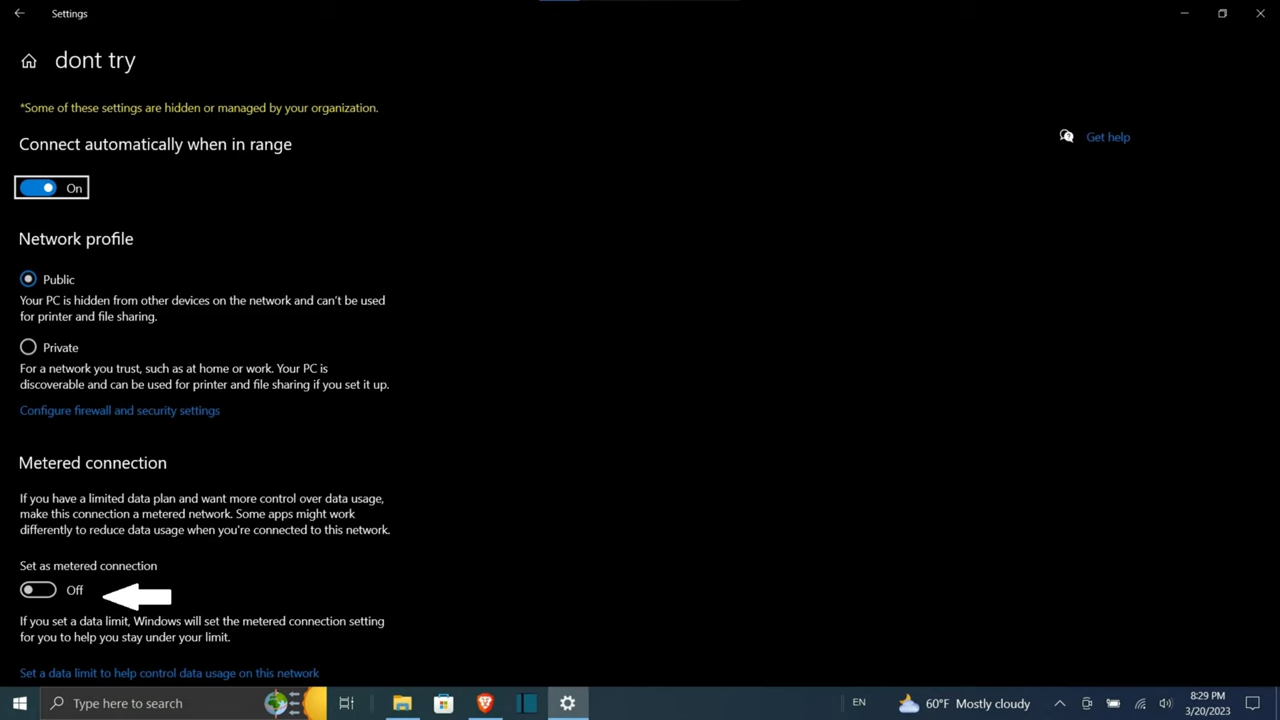 Settings
dont try
*Some of these settings are hidden or managed by your organization.
Connect automatically when in range
Get help
On
Network profile
Public
Your PC is hidden from other devices on the network and can't be used
for printer and file sharing.
Private
For a network you trust, such as at home or work. Your PC is
discoverable and can be used for printer and file sharing if you set it up.
Configure firewall and security settings
Metered connection
If you have a limited data plan and want more control over data usage,
make this connection a metered network. Some apps might work
differently to reduce data usage when you're connected to this network.
Set as metered connection
Off
If you set a data limit, Windows will set the metered connection setting
for you to help you stay under your limit.
Set a data limit to help control data usage on this network
Type here to search
EN
60°F Mostly cloudy
8:29 PM
3/20/2023